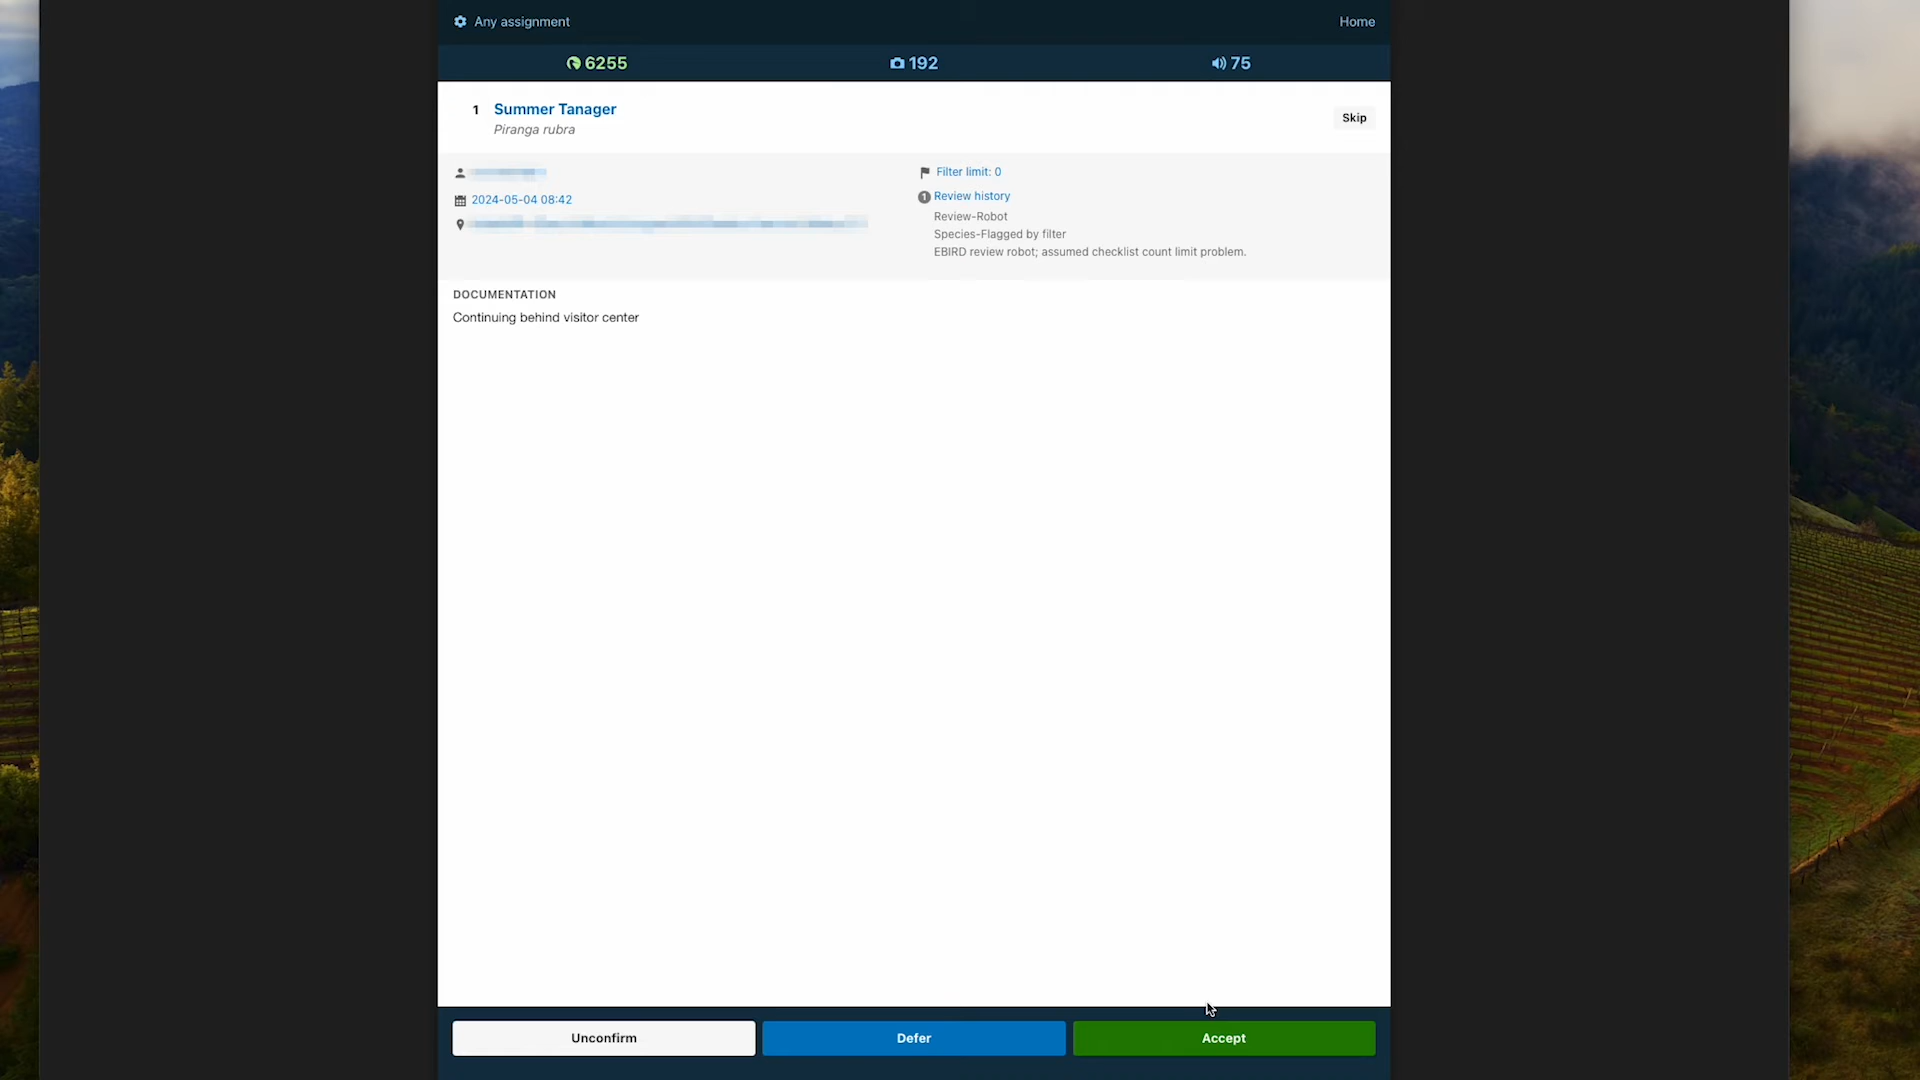 Any assignment
Home
6255
192
75
1
Summer Tanager
Piranga rubra
Skip
Filter limit: 0
2024-05-04 08:42
1 Review history
Review-Robot
Species-Flagged by filter
EBIRD review robot; assumed checklist count limit problem.
DOCUMENTATION
Continuing behind visitor center
Unconfirm
Defer
Accept